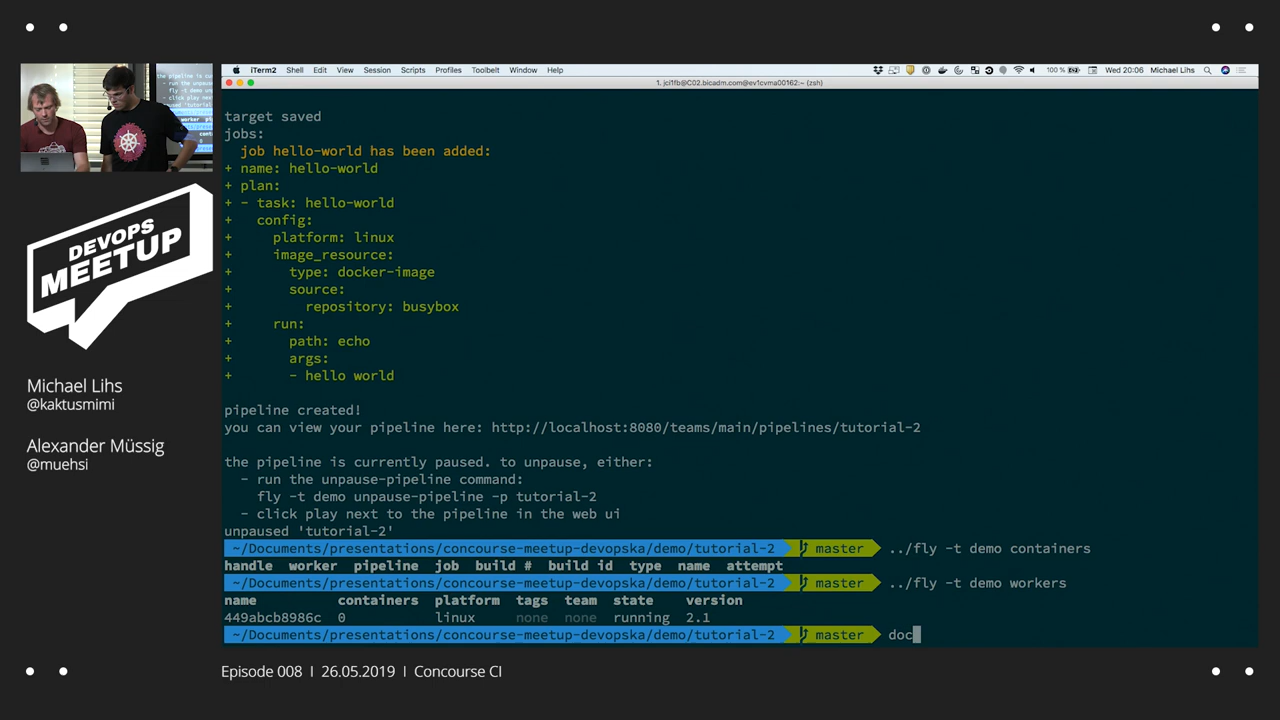 iTerm2 Shell Edit View Session Scripts Profiles Toolbelt Window Help
100 % Wed 20:06 Michael Lihs
1. jci1fb@C02.bicadm.com@ev1cvma00162:~ (zsh)
target saved
jobs:
  job hello-world has been added:
+ name: hello-world
+ plan:
+ - task: hello-world
+   config:
+     platform: linux
+     image_resource:
+       type: docker-image
+       source:
+         repository: busybox
+     run:
+       path: echo
+       args:
+       - hello world
pipeline created!
you can view your pipeline here: http://localhost:8080/teams/main/pipelines/tutorial-2
the pipeline is currently paused. to unpause, either:
  - run the unpause-pipeline command:
    fly -t demo unpause-pipeline -p tutorial-2
  - click play next to the pipeline in the web ui
unpaused 'tutorial-2'
~/Documents/presentations/concourse-meetup-devopska/demo/tutorial-2 master ../fly -t demo containers
handle worker pipeline job build # build id type name attempt
~/Documents/presentations/concourse-meetup-devopska/demo/tutorial-2 master ../fly -t demo workers
name containers platform tags team state version
449abcb8986c 0 linux none none running 2.1
~/Documents/presentations/concourse-meetup-devopska/demo/tutorial-2 master doc
DEVOPS
MEETUP
Michael Lihs
@kaktusmimi
Alexander Müssig
@muehsi
Episode 008 I 26.05.2019 I Concourse CI